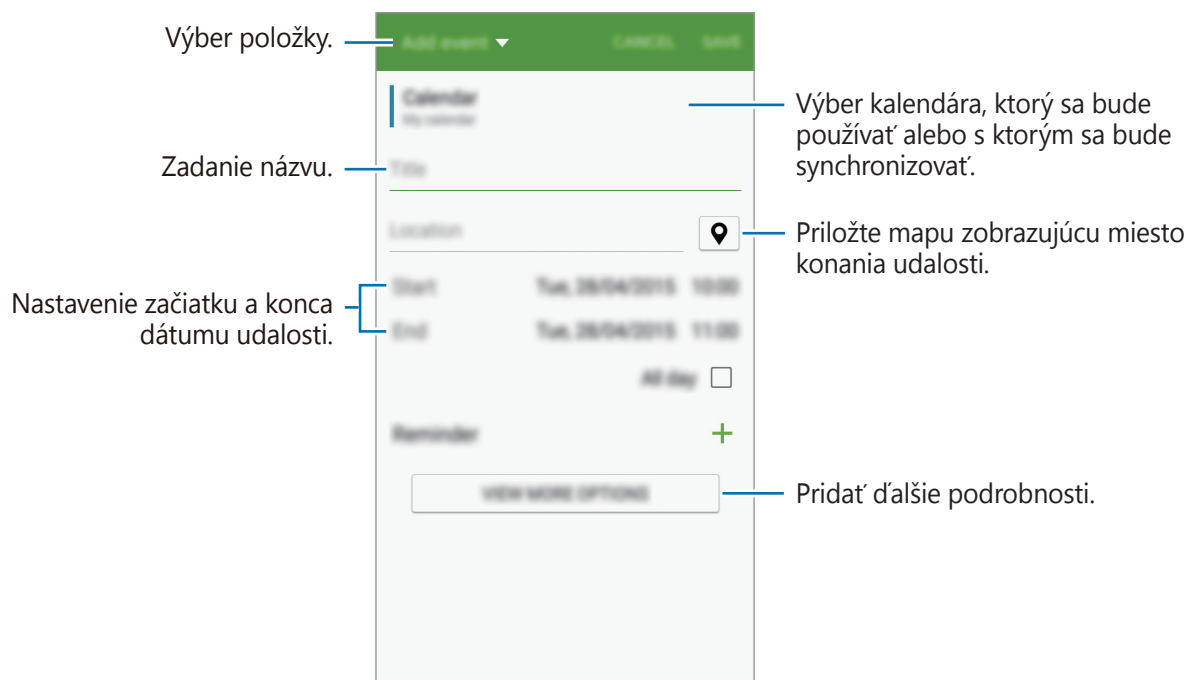 Výber položky.
Add event
CANCEL
SAVE
Calendar
My calendar
Výber kalendára, ktorý sa bude
používať alebo s ktorým sa bude
synchronizovať.
Zadanie názvu.
Title
Location
Priložte mapu zobrazujúcu miesto
konania udalosti.
Nastavenie začiatku a konca
dátumu udalosti.
Start Tue, 28/04/2015 10:00
End Tue, 28/04/2015 11:00
All day
Reminder
VIEW MORE OPTIONS
Pridať ďalšie podrobnosti.